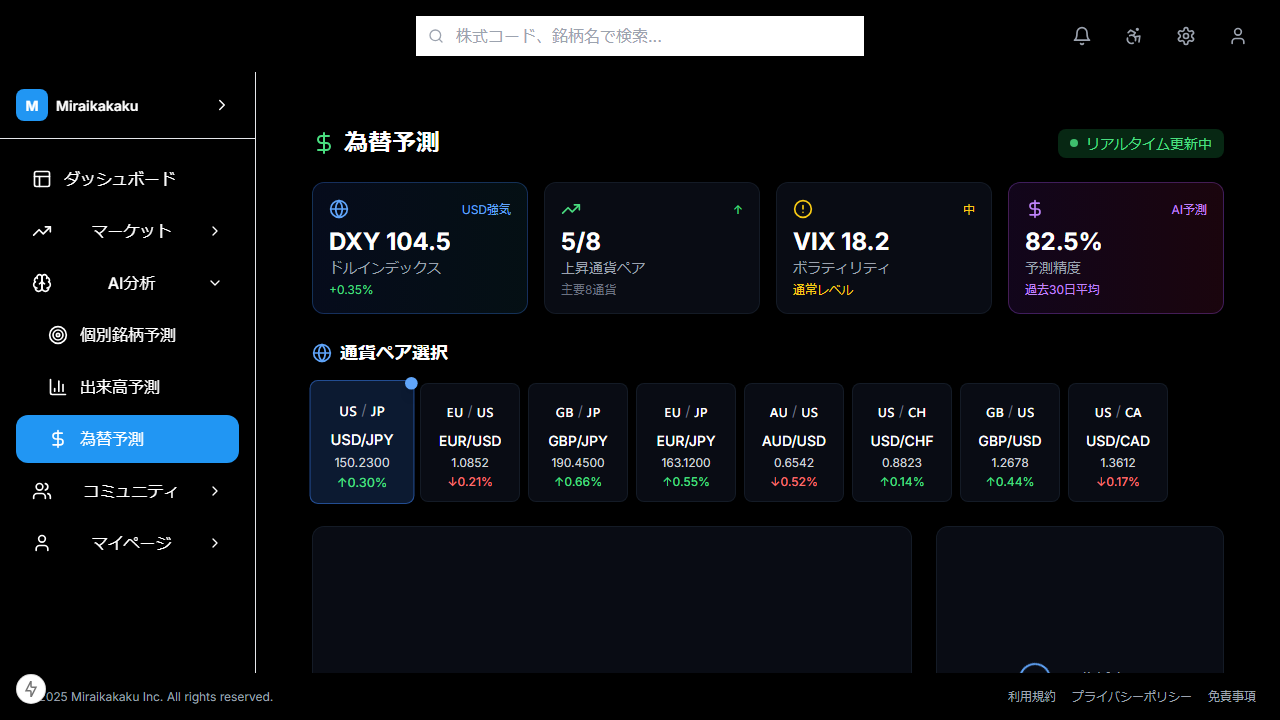 株式コード、銘柄名で検索...
M Miraikakaku
ダッシュボード
マーケット
AI分析
個別銘柄予測
出来高予測
為替予測
コミュニティ
マイページ
為替予測
リアルタイム更新中
USD強気
DXY 104.5
ドルインデックス
+0.35%
↑
5/8
上昇通貨ペア
主要8通貨
中
VIX 18.2
ボラティリティ
通常レベル
AI予測
82.5%
予測精度
過去30日平均
通貨ペア選択
US / JP
USD/JPY
150.2300
↑0.30%
EU / US
EUR/USD
1.0852
↓0.21%
GB / JP
GBP/JPY
190.4500
↑0.66%
EU / JP
EUR/JPY
163.1200
↑0.55%
AU / US
AUD/USD
0.6542
↓0.52%
US / CH
USD/CHF
0.8823
↑0.14%
GB / US
GBP/USD
1.2678
↑0.44%
US / CA
USD/CAD
1.3612
↓0.17%
2025 Miraikakaku Inc. All rights reserved.
利用規約 プライバシーポリシー 免責事項